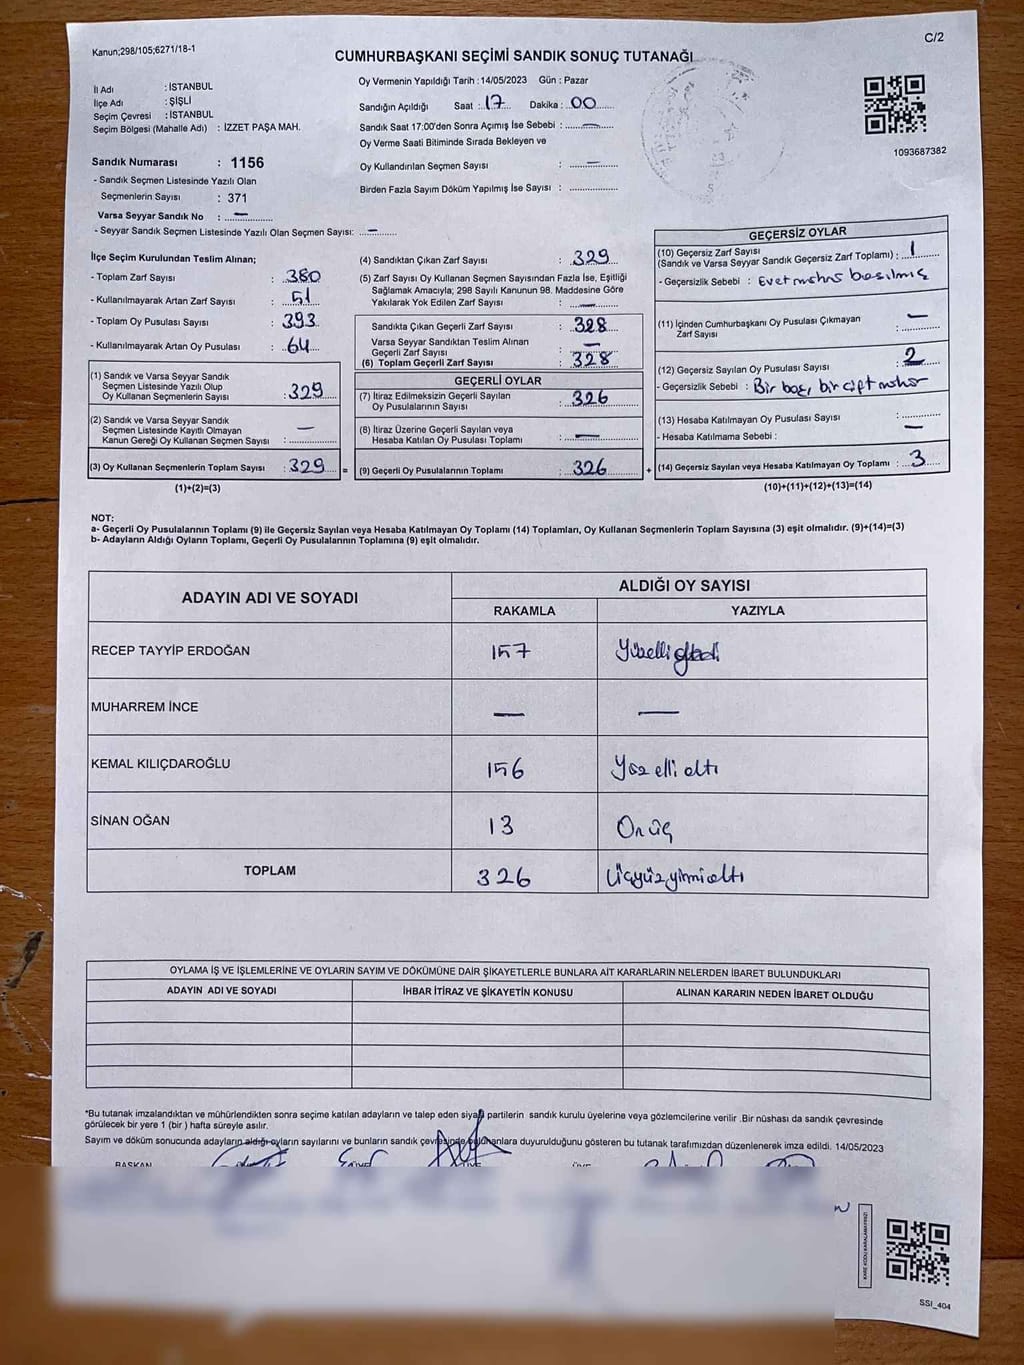 Kanun;298/105;6271/18-1
C/2
CUMHURBAŞKANI SEÇİMİ SANDIK SONUÇ TUTANAĞI
İl Adı : İSTANBUL
İlçe Adı : ŞİŞLİ
Seçim Çevresi : İSTANBUL
Seçim Bölgesi (Mahalle Adı) : İZZET PAŞA MAH.
Sandık Numarası : 1156
- Sandık Seçmen Listesinde Yazılı Olan
Seçmenlerin Sayısı : 371
Varsa Seyyar Sandık No : —
- Seyyar Sandık Seçmen Listesinde Yazılı Olan Seçmen Sayısı: —
Oy Vermenin Yapıldığı Tarih :14/05/2023 Gün : Pazar
Sandığın Açıldığı Saat : 17 Dakika : 00
Sandık Saat 17:00'den Sonra Açımış İse Sebebi : —
Oy Verme Saati Bitiminde Sırada Bekleyen ve
Oy Kullandırılan Seçmen Sayısı : —
Birden Fazla Sayım Döküm Yapılmış İse Sayısı :
1093687382
İlçe Seçim Kurulundan Teslim Alınan;
- Toplam Zarf Sayısı : 380
- Kullanılmayarak Artan Zarf Sayısı : 51
- Toplam Oy Pusulası Sayısı : 393
- Kullanılmayarak Artan Oy Pusulası : 64
(1) Sandık ve Varsa Seyyar Sandık
Seçmen Listesinde Yazılı Olup
Oy Kullanan Seçmenlerin Sayısı : 329
(2) Sandık ve Varsa Seyyar Sandık
Seçmen Listesinde Kayıtlı Olmayan
Kanun Gereği Oy Kullanan Seçmen Sayısı : —
(3) Oy Kullanan Seçmenlerin Toplam Sayısı : 329 =
(1)+(2)=(3)
(4) Sandıktan Çıkan Zarf Sayısı : 329
(5) Zarf Sayısı Oy Kullanan Seçmen Sayısından Fazla İse, Eşitliği
Sağlamak Amacıyla; 298 Sayılı Kanunun 98. Maddesine Göre
Yakılarak Yok Edilen Zarf Sayısı : —
Sandıkta Çıkan Geçerli Zarf Sayısı : 328
Varsa Seyyar Sandıktan Teslim Alınan
Geçerli Zarf Sayısı : —
(6) Toplam Geçerli Zarf Sayısı : 328
GEÇERLİ OYLAR
(7) İtiraz Edilmeksizin Geçerli Sayılan
Oy Pusulalarının Sayısı : 326
(8) İtiraz Üzerine Geçerli Sayılan veya
Hesaba Katılan Oy Pusulası Toplamı : —
(9) Geçerli Oy Pusulalarının Toplamı : 326 +
GEÇERSİZ OYLAR
(10) Geçersiz Zarf Sayısı
(Sandık ve Varsa Seyyar Sandık Geçersiz Zarf Toplamı) : 1
- Geçersizlik Sebebi : Evet mührü basılmış
(11) İçinden Cumhurbaşkanı Oy Pusulası Çıkmayan
Zarf Sayısı : —
(12) Geçersiz Sayılan Oy Pusulası Sayısı : 2
- Geçersizlik Sebebi : Bir boş, bir çift mühür
(13) Hesaba Katılmayan Oy Pusulası Sayısı : —
- Hesaba Katılmama Sebebi :
(14) Geçersiz Sayılan veya Hesaba Katılmayan Oy Toplamı : 3
(10)+(11)+(12)+(13)=(14)
NOT:
a- Geçerli Oy Pusulalarının Toplamı (9) ile Geçersiz Sayılan veya Hesaba Katılmayan Oy Toplamı (14) Toplamları, Oy Kullanan Seçmenlerin Toplam Sayısına (3) eşit olmalıdır. (9)+(14)=(3)
b- Adayların Aldığı Oyların Toplamı, Geçerli Oy Pusulalarının Toplamına (9) eşit olmalıdır.
ADAYIN ADI VE SOYADI ALDIĞI OY SAYISI
RAKAMLA YAZIYLA
RECEP TAYYİP ERDOĞAN 157 Yüzelli
MUHARREM İNCE — —
KEMAL KILIÇDAROĞLU 156 Yüz elli altı
SİNAN OĞAN 13 On üç
TOPLAM 326 Üçyüzyirmialtı
OYLAMA İŞ VE İŞLEMLERİNE VE OYLARIN SAYIM VE DÖKÜMÜNE DAİR ŞİKAYETLERLE BUNLARA AİT KARARLARIN NELERDEN İBARET BULUNDUKLARI
ADAYIN ADI VE SOYADI İHBAR İTİRAZ VE ŞİKAYETİN KONUSU ALINAN KARARIN NEDEN İBARET OLDUĞU
*Bu tutanak imzalandıktan ve mühürlendikten sonra seçime katılan adayların ve talep eden siyasi partilerin sandık kurulu üyelerine veya gözlemcilerine verilir .Bir nüshası da sandık çevresinde
görülecek bir yere 1 (bir ) hafta süreyle asılır.
Sayım ve döküm sonucunda adayların aldığı oyların sayılarını ve bunların sandık çevresinde bulunanlara duyurulduğunu gösteren bu tutanak tarafımızdan düzenlenerek imza edildi. 14/05/2023
BAŞKAN ÜYE
KARE KODU KARALAMAYINIZ!
SSI_404